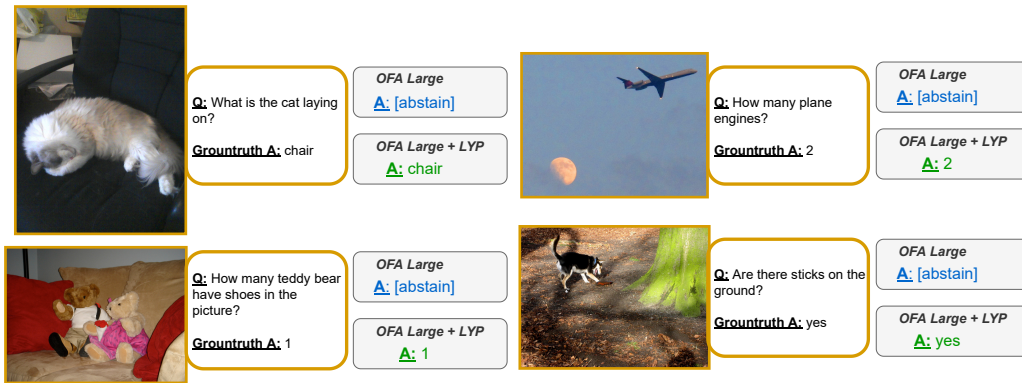 Q: What is the cat laying
on?
Grountruth A: chair
OFA Large
A: [abstain]
OFA Large + LYP
A: chair
Q: How many plane
engines?
Grountruth A: 2
OFA Large
A: [abstain]
OFA Large + LYP
A: 2
Q: How many teddy bear
have shoes in the
picture?
Grountruth A: 1
OFA Large
A: [abstain]
OFA Large + LYP
A: 1
Q: Are there sticks on the
ground?
Grountruth A: yes
OFA Large
A: [abstain]
OFA Large + LYP
A: yes